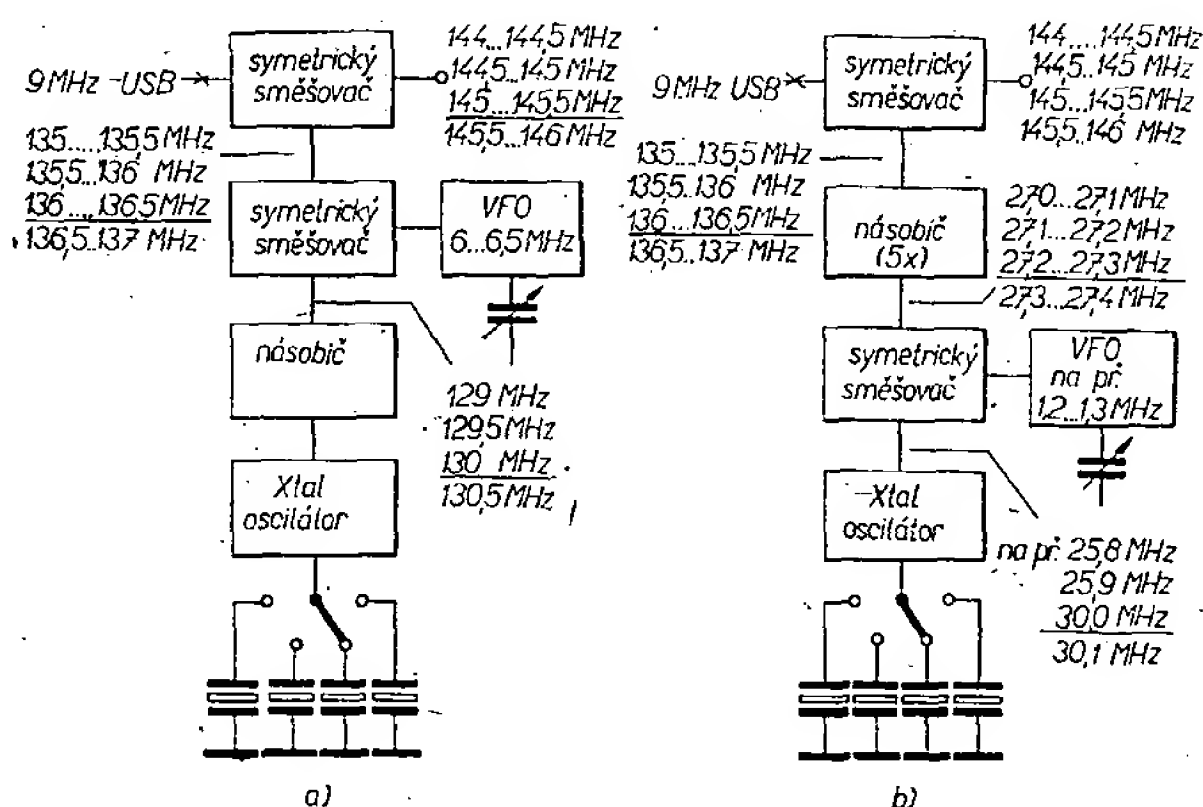 9 MHz -USB
symetrický
směšovač
144...144,5 MHz
144,5...145 MHz
145...145,5 MHz
145,5...146 MHz
135....,135,5 MHz
135,5...136 MHz
136....,136,5 MHz
136,5..137 MHz
symetrický
směšovač
VFO
6...6,5 MHz
násobič
129 MHz
129,5 MHz
130 MHz
130,5 MHz
Xtal
oscilátor
a)
9 MHz USB
symetrický
směšovač
144....144,5 MHz
144,5...145 MHz
145...145,5 MHz
145,5..146 MHz
135...135,5 MHz
135,5..136 MHz
136...136,5 MHz
136,5..137 MHz
násobič
(5x)
27,0...27,1 MHz
27,1...27,2 MHz
27,2...27,3 MHz
27,3...27,4 MHz
symetrický
směšovač
VFO
na př.
1,2...1,3 MHz
Xtal
oscilátor
na př. 25,8 MHz
25,9 MHz
30,0 MHz
30,1 MHz
b)